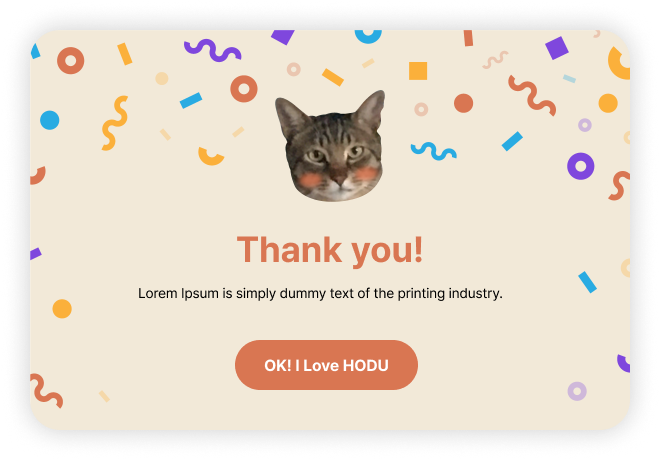 Thank you!
Lorem Ipsum is simply dummy text of the printing industry.
OK! I Love HODU